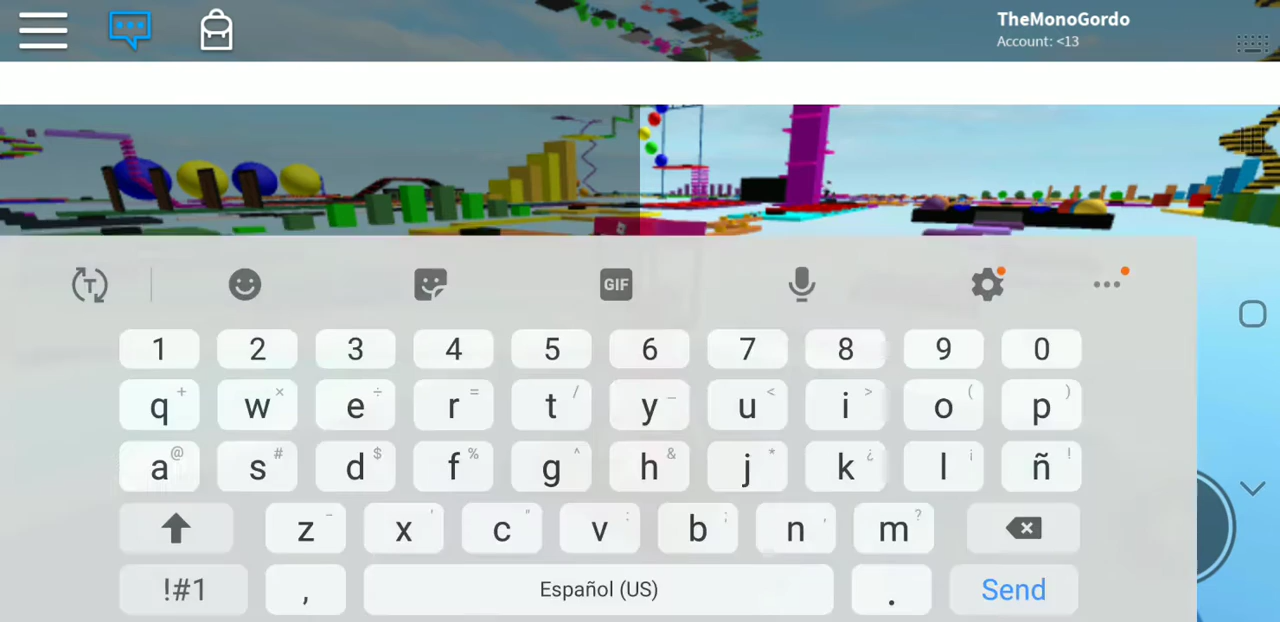 TheMonoGordo
Account: <13
T
GIF
1 2 3 4 5 6 7 8 9 0
q + w × e ÷ r = t / y _ u < i > o ( p )
a @ s # d $ f % g ^ h & j * k ¿ l ¡ ñ !
z - x ' c " v : b ; n , m ?
!#1 , Español (US) . Send